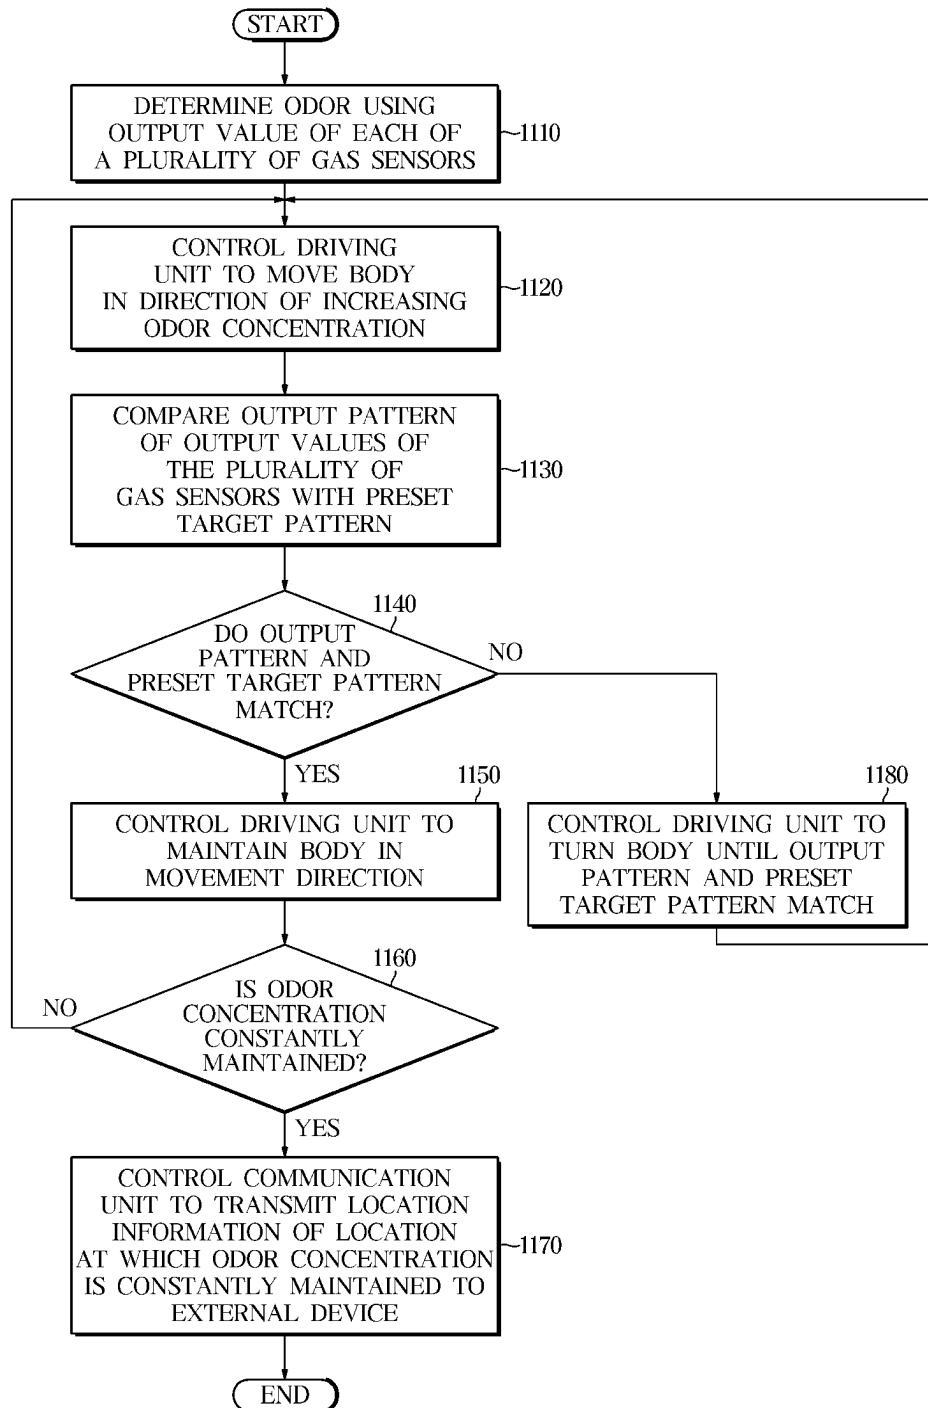 START
DETERMINE ODOR USING
OUTPUT VALUE OF EACH OF
A PLURALITY OF GAS SENSORS
1110
CONTROL DRIVING
UNIT TO MOVE BODY
IN DIRECTION OF INCREASING
ODOR CONCENTRATION
1120
COMPARE OUTPUT PATTERN
OF OUTPUT VALUES OF
THE PLURALITY OF
GAS SENSORS WITH PRESET
TARGET PATTERN
1130
1140
DO OUTPUT
PATTERN AND
PRESET TARGET PATTERN
MATCH?
NO
YES
1150
CONTROL DRIVING UNIT TO
MAINTAIN BODY IN
MOVEMENT DIRECTION
1180
CONTROL DRIVING UNIT TO
TURN BODY UNTIL OUTPUT
PATTERN AND PRESET
TARGET PATTERN MATCH
1160
IS ODOR
CONCENTRATION
CONSTANTLY
MAINTAINED?
NO
YES
CONTROL COMMUNICATION
UNIT TO TRANSMIT LOCATION
INFORMATION OF LOCATION
AT WHICH ODOR CONCENTRATION
IS CONSTANTLY MAINTAINED TO
EXTERNAL DEVICE
1170
END